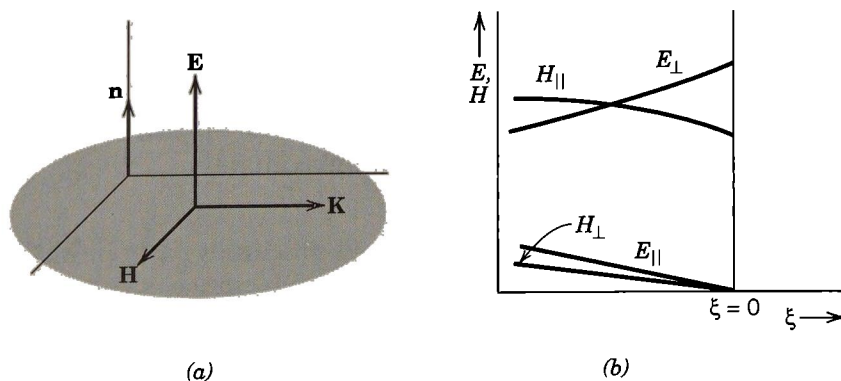 n
E
K
H
(a)
E,
H
H||
E⊥
H⊥
E||
ξ = 0
ξ
(b)